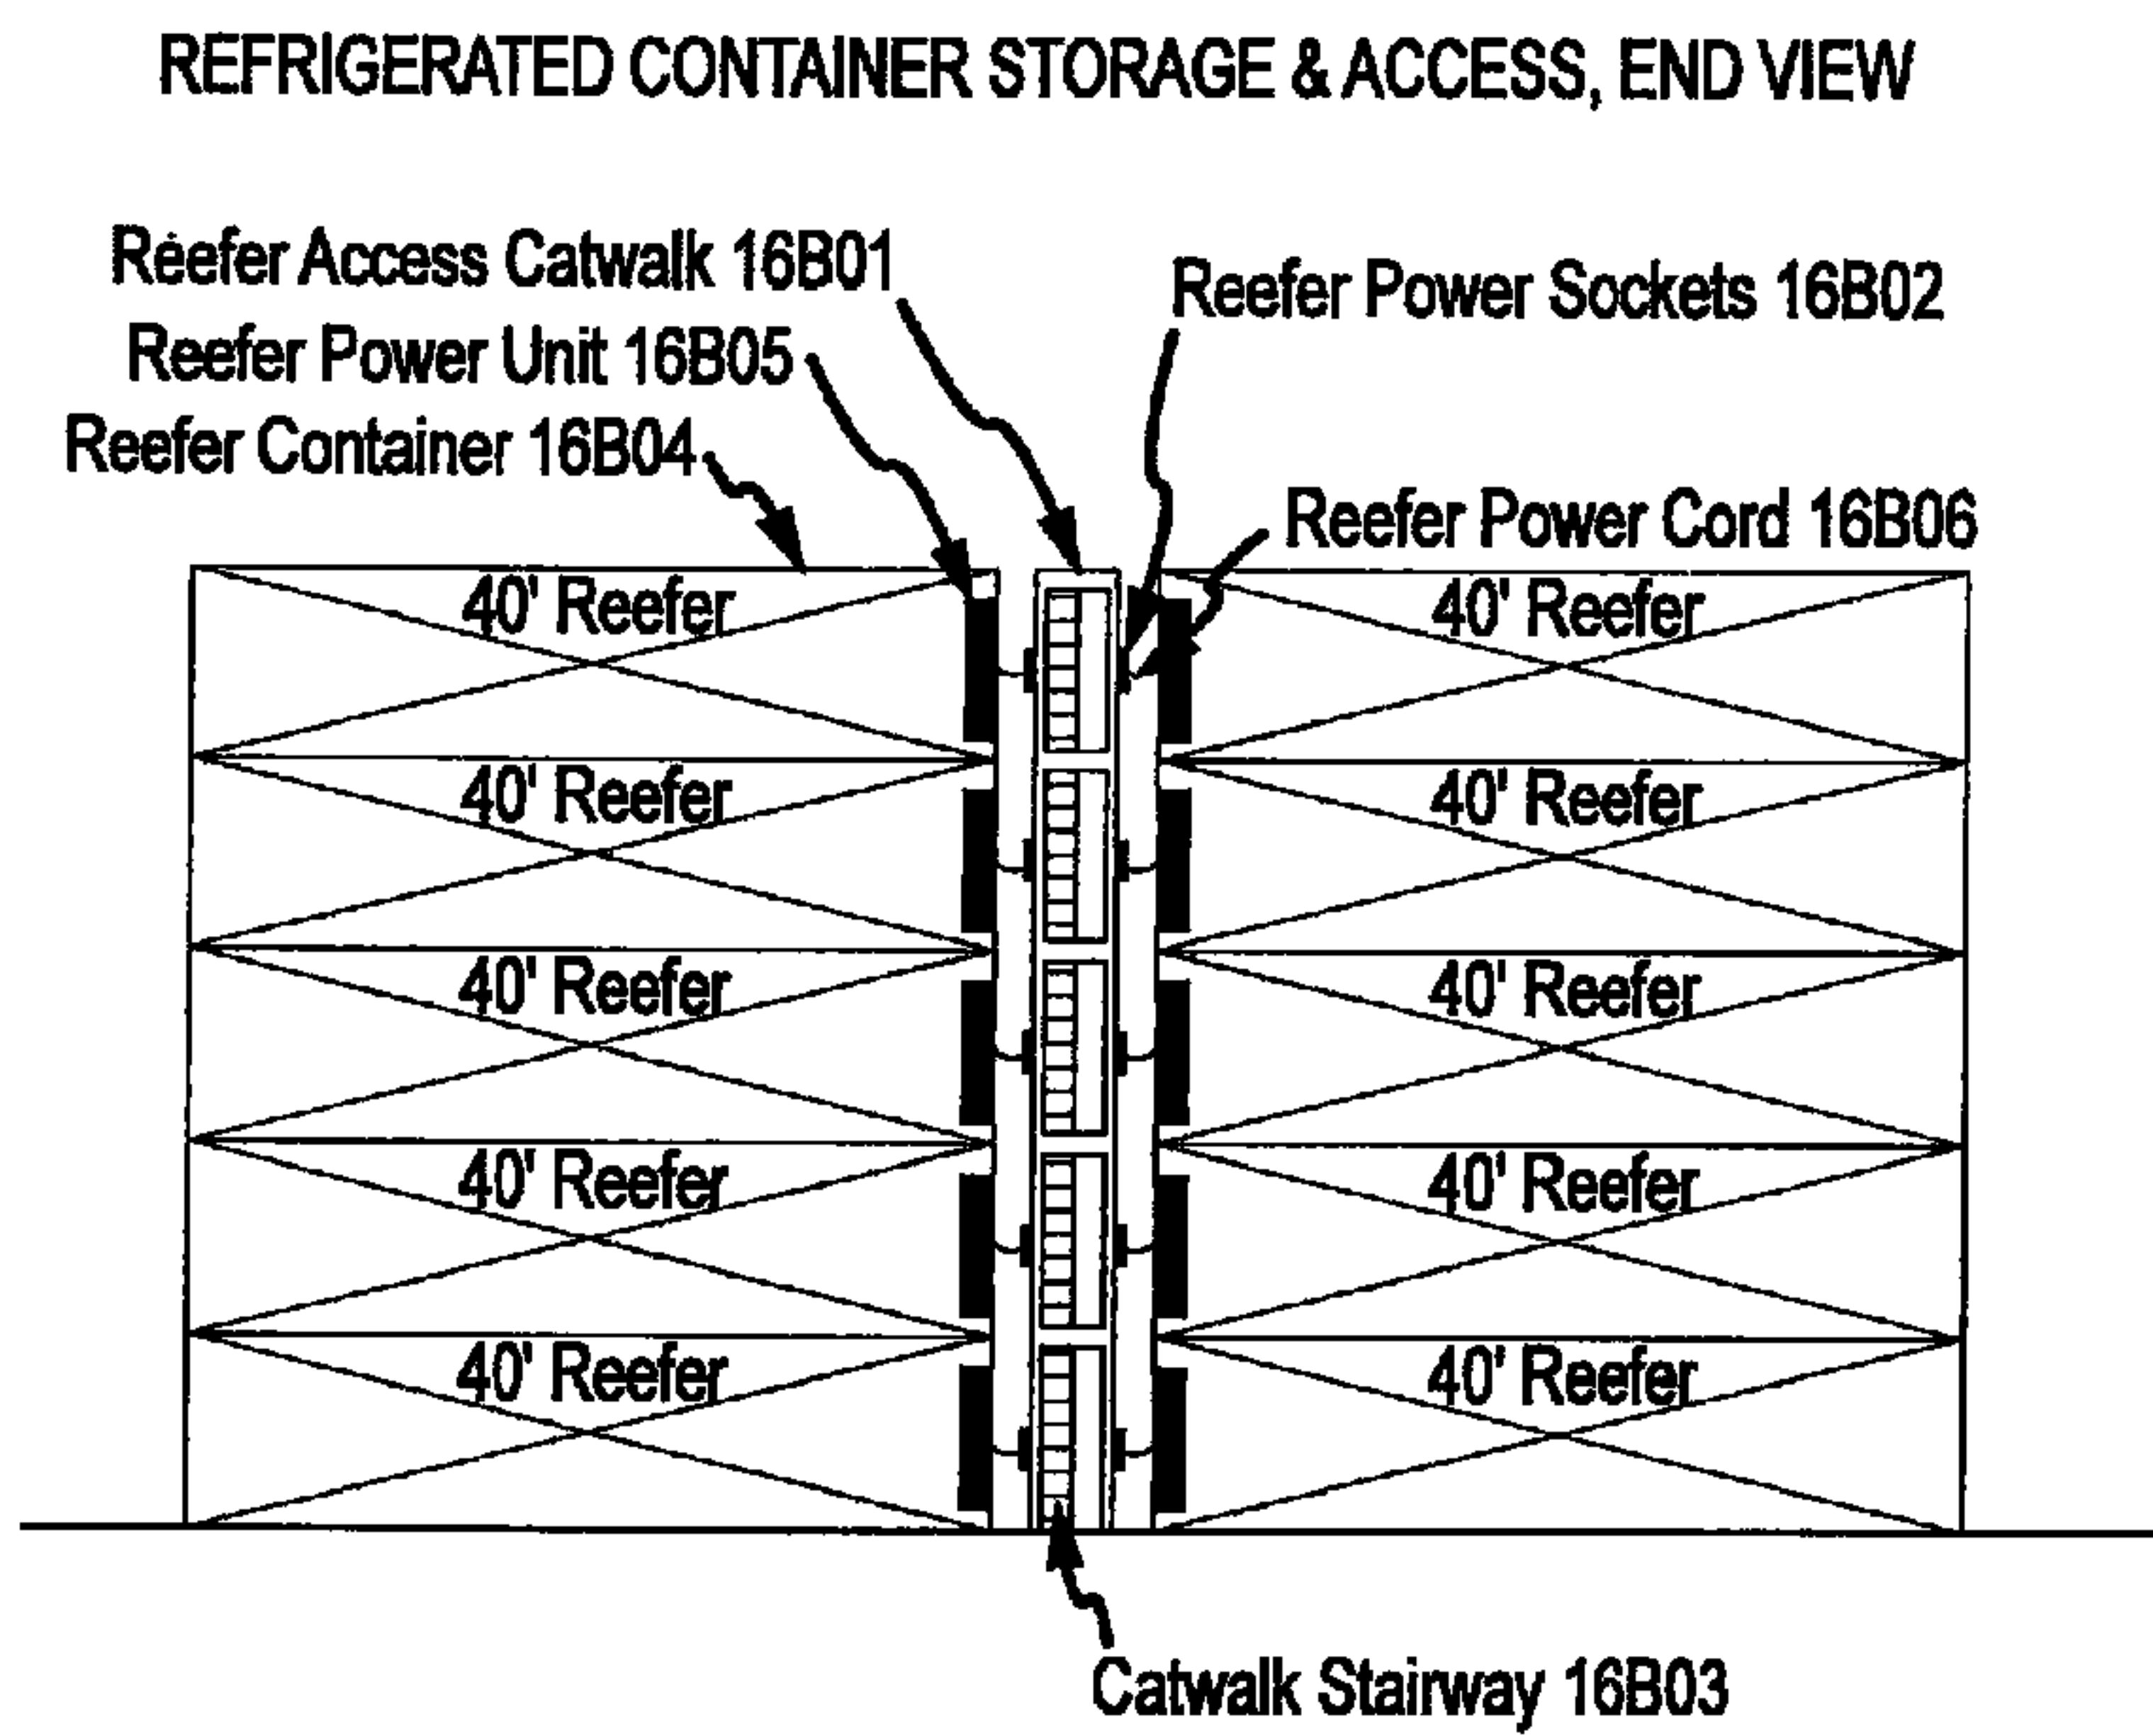 REFRIGERATED CONTAINER STORAGE & ACCESS, END VIEW
Reefer Access Catwalk 16B01
Reefer Power Sockets 16B02
Reefer Power Unit 16B05
Reefer Container 16B04
Reefer Power Cord 16B06
40' Reefer
40' Reefer
40' Reefer
40' Reefer
40' Reefer
40' Reefer
40' Reefer
40' Reefer
40' Reefer
40' Reefer
Catwalk Stairway 16B03